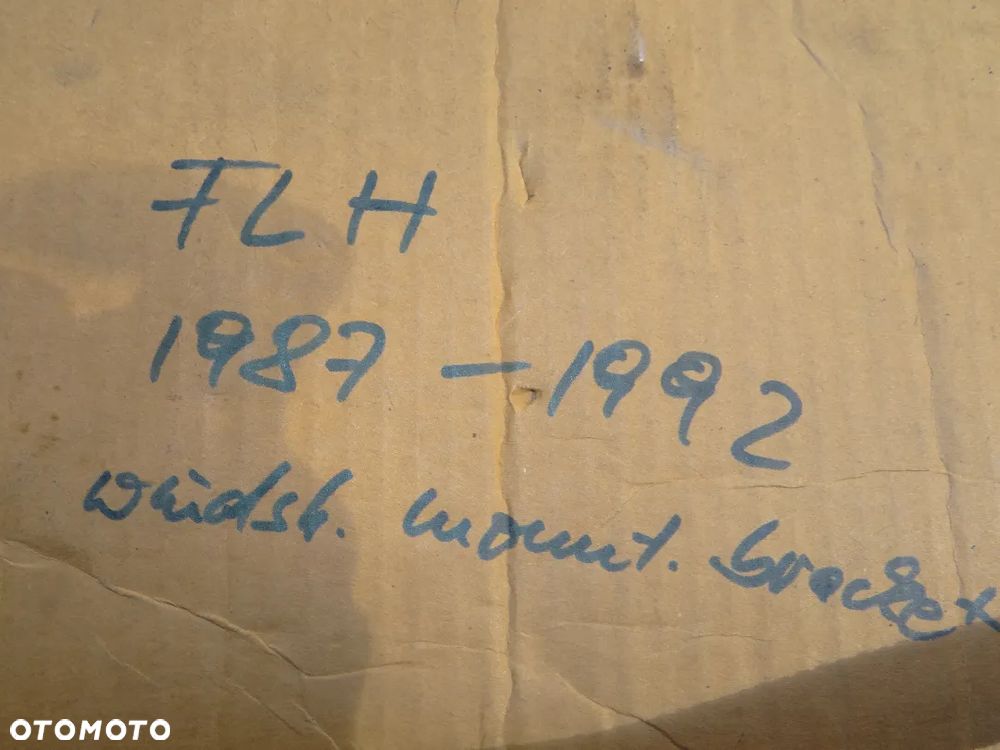 FLH
1987 - 1992
windsh. mount. bracket
OTOMOTO